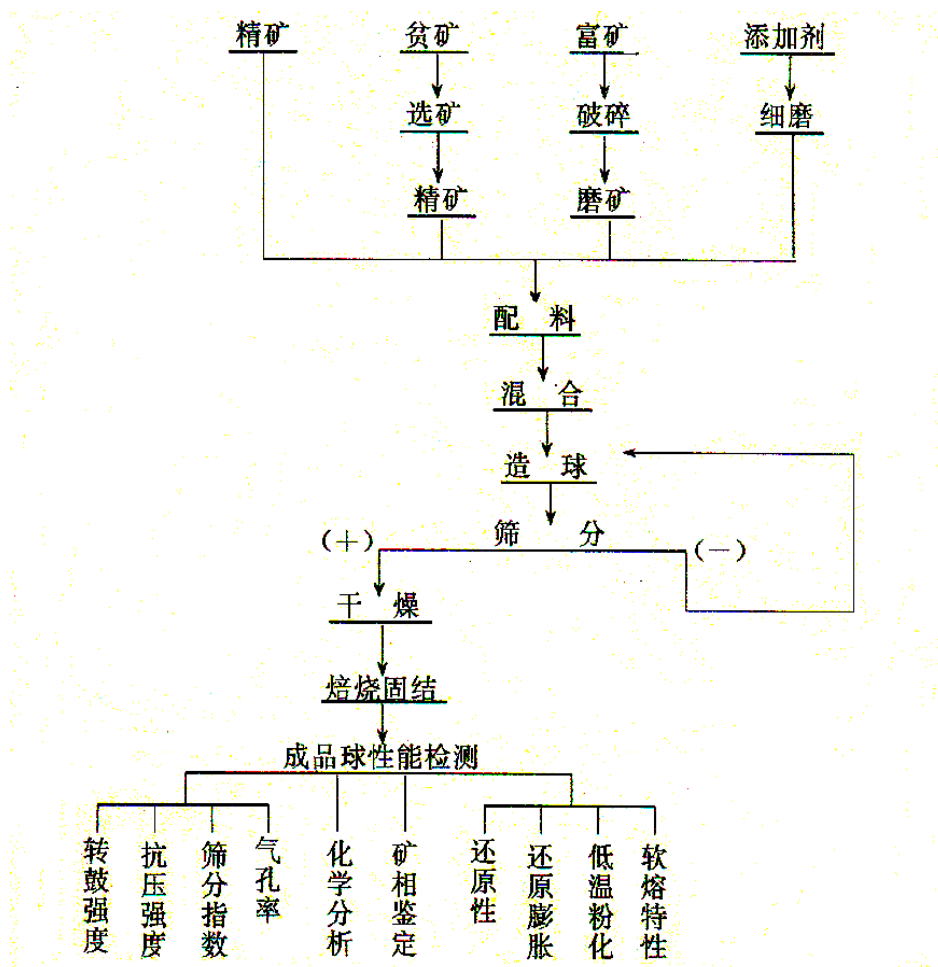 精矿 贫矿 富矿 添加剂
选矿 破碎 细磨
精矿 磨矿
配 料
混 合
造 球
筛 分
(+) (-)
干 燥
焙烧固结
成品球性能检测
转鼓强度
抗压强度
筛分指数
气孔率
化学分析
矿相鉴定
还原性
还原膨胀
低温粉化
软熔特性